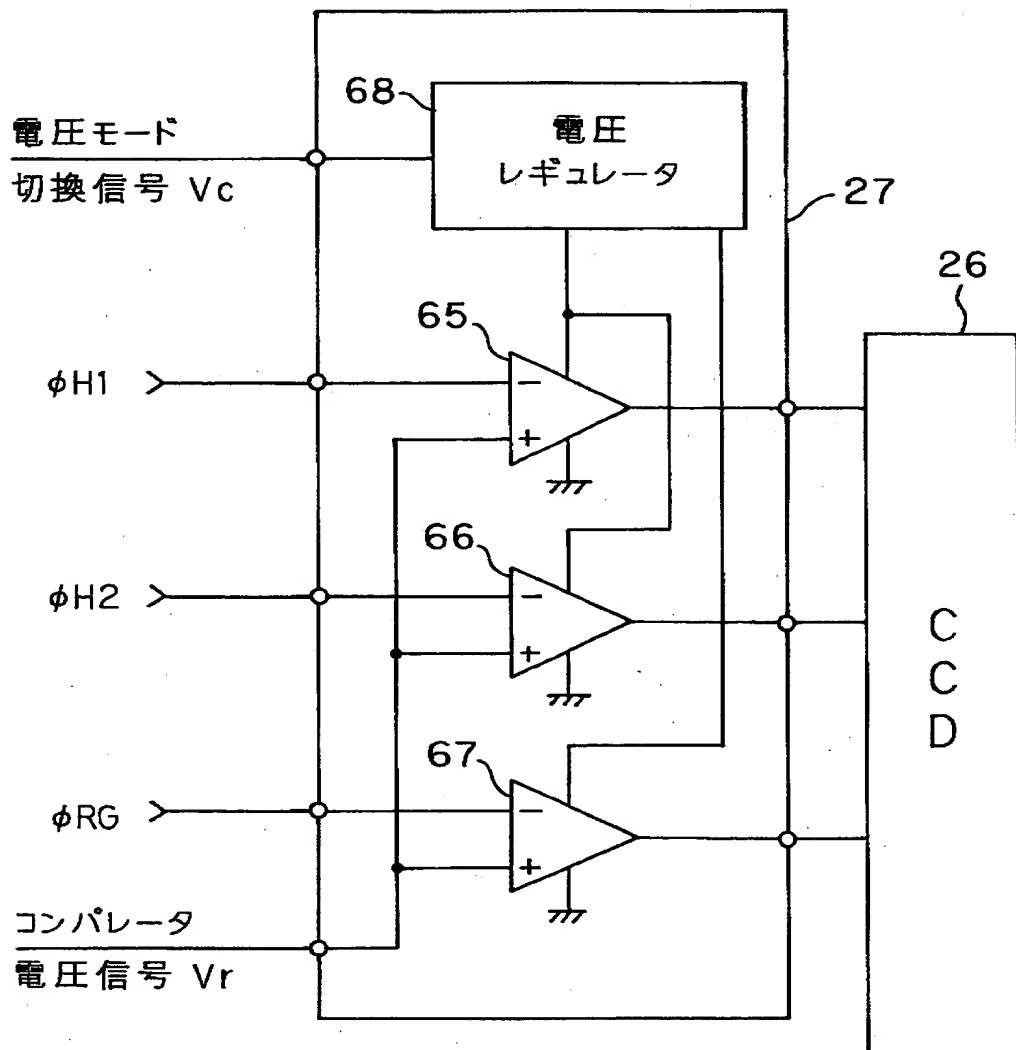 68
電圧モード
切換信号 Vc
電圧
レギュレータ
27
26
65
φH1
−
+
66
φH2
−
+
CCD
67
φRG
−
+
コンパレータ
電圧信号 Vr